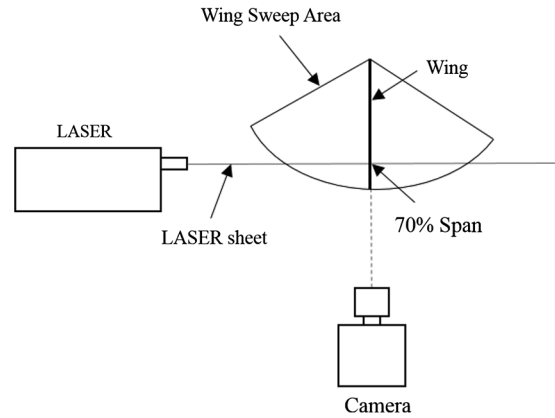 Wing Sweep Area
Wing
LASER
LASER sheet
70% Span
Camera